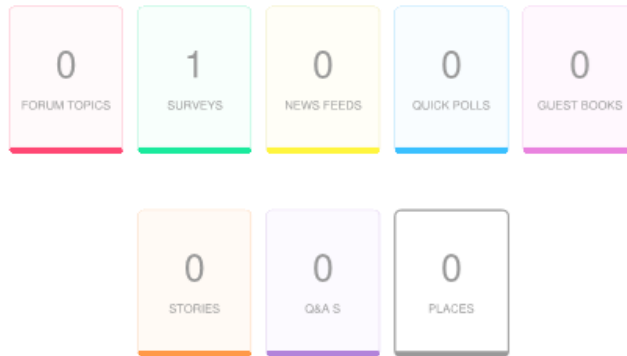 0 1 0 0 0
FORUM TOPICS SURVEYS NEWS FEEDS QUICK POLLS GUEST BOOKS
0 0 0
STORIES Q&A S PLACES